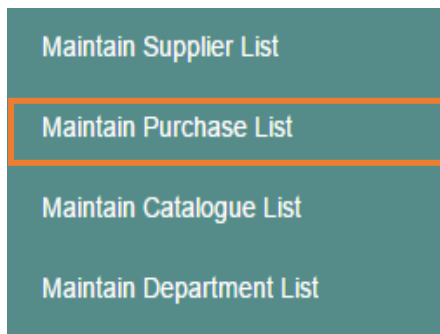 Maintain Supplier List
Maintain Purchase List
Maintain Catalogue List
Maintain Department List